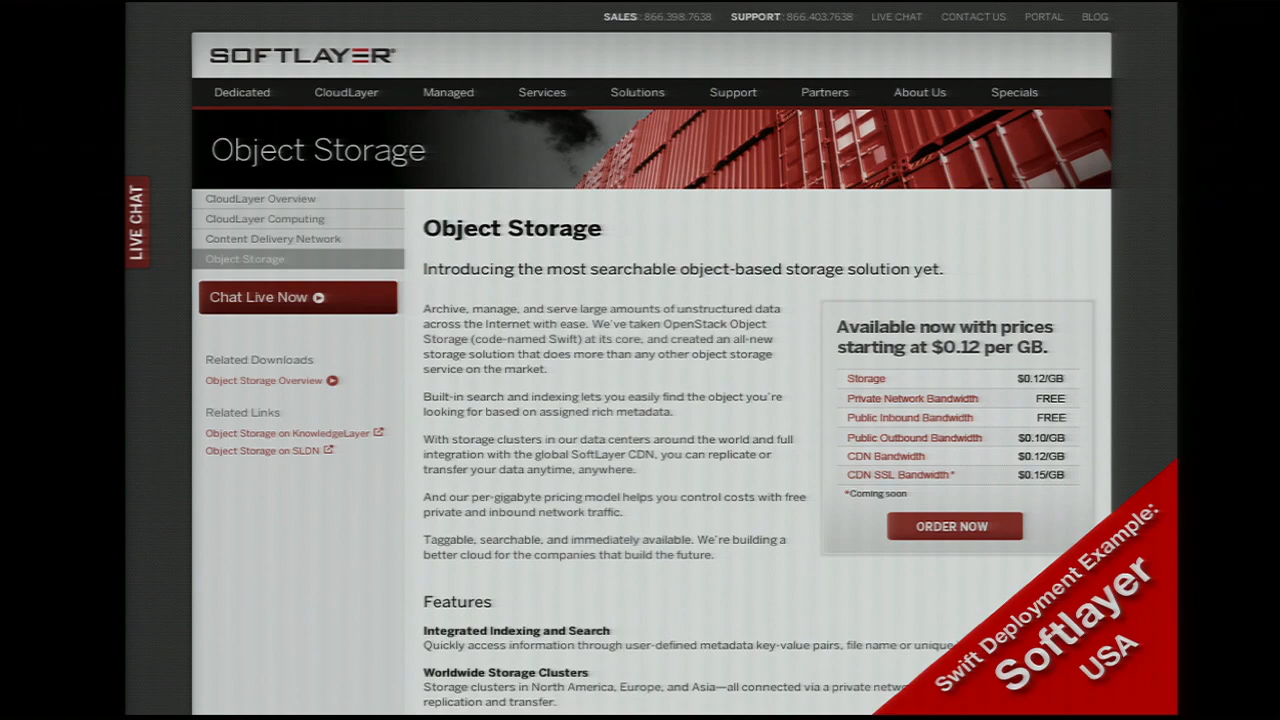 SALES: 866.398.7638 SUPPORT: 866.403.7638 LIVE CHAT CONTACT US PORTAL BLOG
SOFTLAYER
Dedicated CloudLayer Managed Services Solutions Support Partners About Us Specials
Object Storage
LIVE CHAT
CloudLayer Overview
CloudLayer Computing
Content Delivery Network
Object Storage
Chat Live Now
Related Downloads
Object Storage Overview
Related Links
Object Storage on KnowledgeLayer
Object Storage on SLDN
Object Storage
Introducing the most searchable object-based storage solution yet.
Archive, manage, and serve large amounts of unstructured data
across the Internet with ease. We've taken OpenStack Object
Storage (code-named Swift) at its core, and created an all-new
storage solution that does more than any other object storage
service on the market.
Built-in search and indexing lets you easily find the object you're
looking for based on assigned rich metadata.
With storage clusters in our data centers around the world and full
integration with the global SoftLayer CDN, you can replicate or
transfer your data anytime, anywhere.
And our per-gigabyte pricing model helps you control costs with free
private and inbound network traffic.
Taggable, searchable, and immediately available. We're building a
better cloud for the companies that build the future.
Available now with prices
starting at $0.12 per GB.
Storage $0.12/GB
Private Network Bandwidth FREE
Public Inbound Bandwidth FREE
Public Outbound Bandwidth $0.10/GB
CDN Bandwidth $0.12/GB
CDN SSL Bandwidth* $0.15/GB
*Coming soon
ORDER NOW
Features
Integrated Indexing and Search
Quickly access information through user-defined metadata key-value pairs, file name or unique
Worldwide Storage Clusters
Storage clusters in North America, Europe, and Asia—all connected via a private
replication and transfer.
Swift Deployment Example:
Softlayer
USA